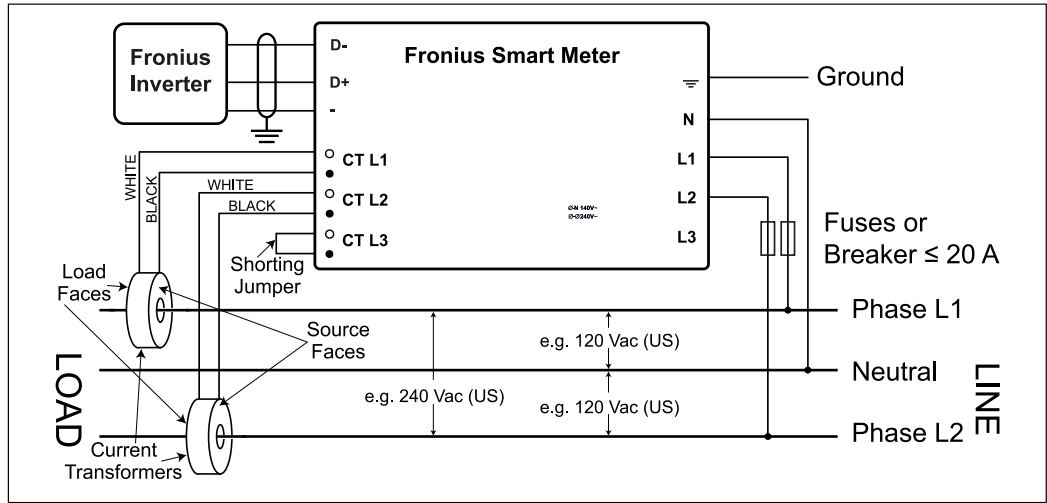 Fronius
Inverter
D-
D+
-
Fronius Smart Meter
Ground
N
L1
L2
L3
CT L1
CT L2
CT L3
WHITE
BLACK
WHITE
BLACK
Ø-N 140V~
Ø-Ø240V~
Shorting
Jumper
Fuses or
Breaker ≤ 20 A
Load
Faces
Source
Faces
Phase L1
e.g. 120 Vac (US)
Neutral
e.g. 240 Vac (US)
e.g. 120 Vac (US)
Phase L2
LOAD
LINE
Current
Transformers